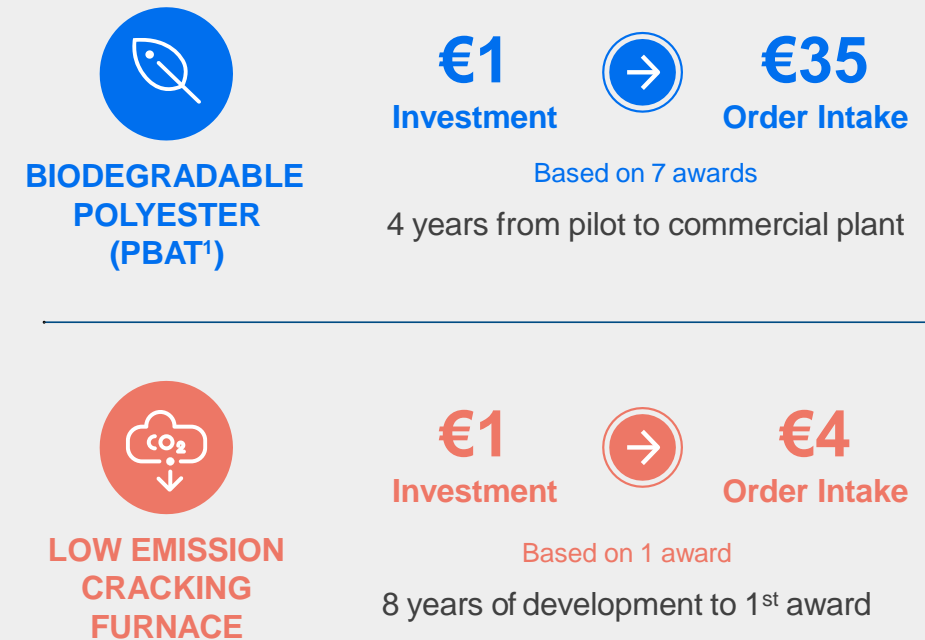 €1
€35
Investment
Order Intake
BIODEGRADABLE
POLYESTER
(PBAT¹)
Based on 7 awards
4 years from pilot to commercial plant
CO₂
€1
€4
Investment
Order Intake
LOW EMISSION
CRACKING
FURNACE
Based on 1 award
8 years of development to 1st award